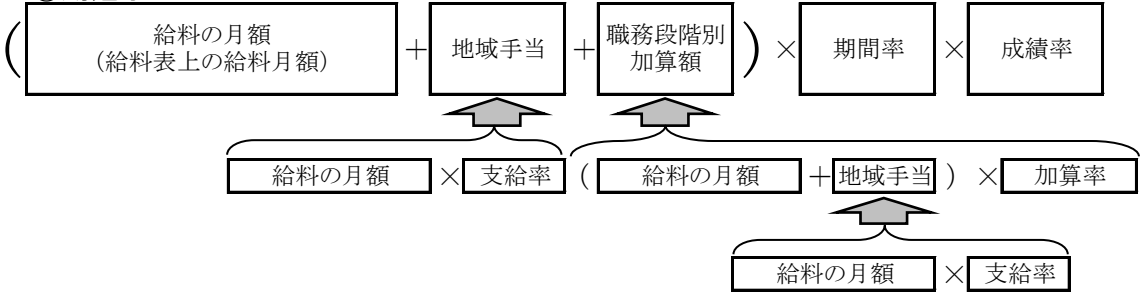 ( 給料の月額 (給料表上の給料月額) + 地域手当 + 職務段階別 加算額 ) × 期間率 × 成績率
給料の月額 × 支給率 ( 給料の月額 + 地域手当 ) × 加算率
給料の月額 × 支給率